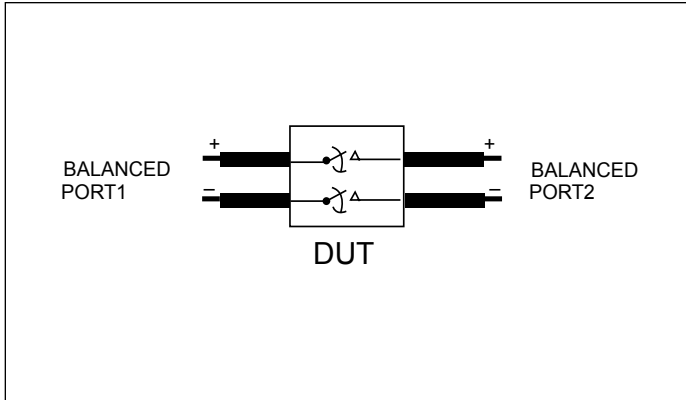 +
+
BALANCED
PORT1
BALANCED
PORT2
–
–
DUT